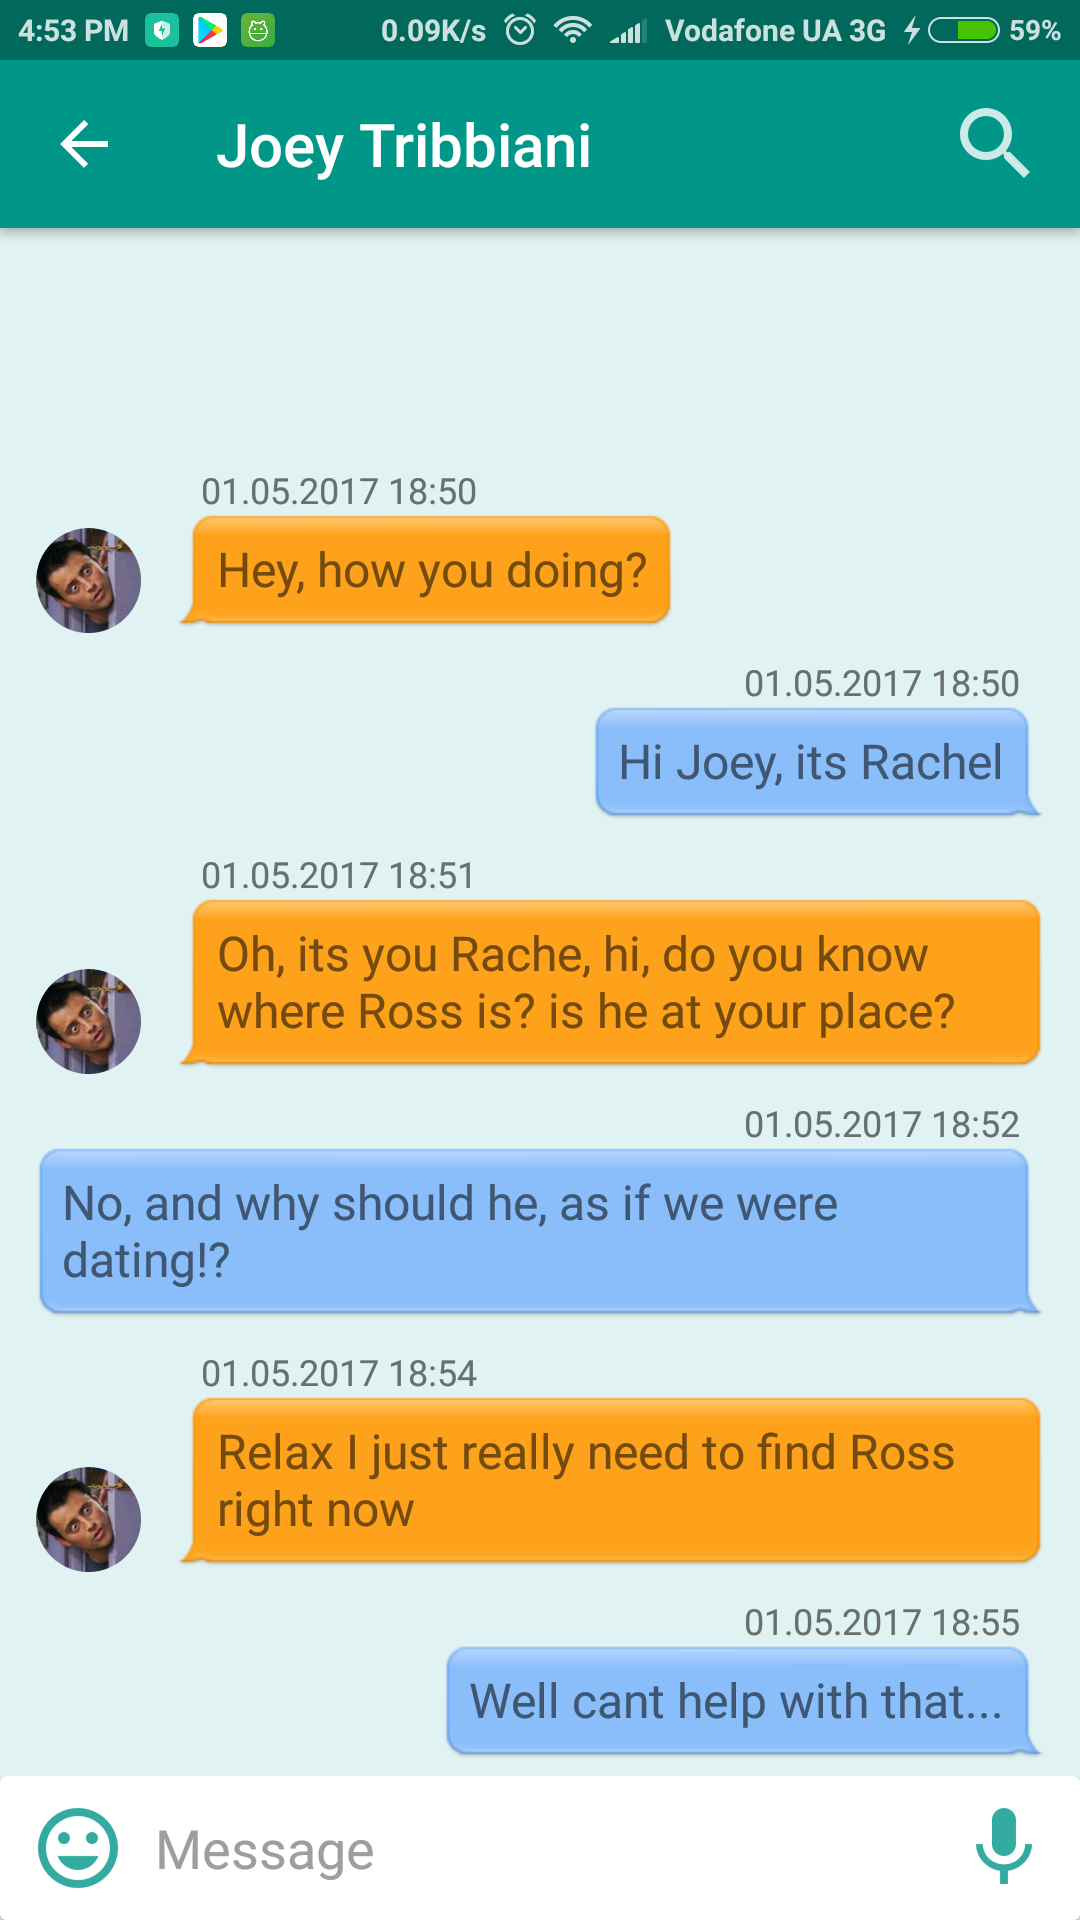 4:53 PM 0.09K/s Vodafone UA 3G 59%
Joey Tribbiani
01.05.2017 18:50
Hey, how you doing?
01.05.2017 18:50
Hi Joey, its Rachel
01.05.2017 18:51
Oh, its you Rache, hi, do you know
where Ross is? is he at your place?
01.05.2017 18:52
No, and why should he, as if we were
dating!?
01.05.2017 18:54
Relax I just really need to find Ross
right now
01.05.2017 18:55
Well cant help with that...
Message